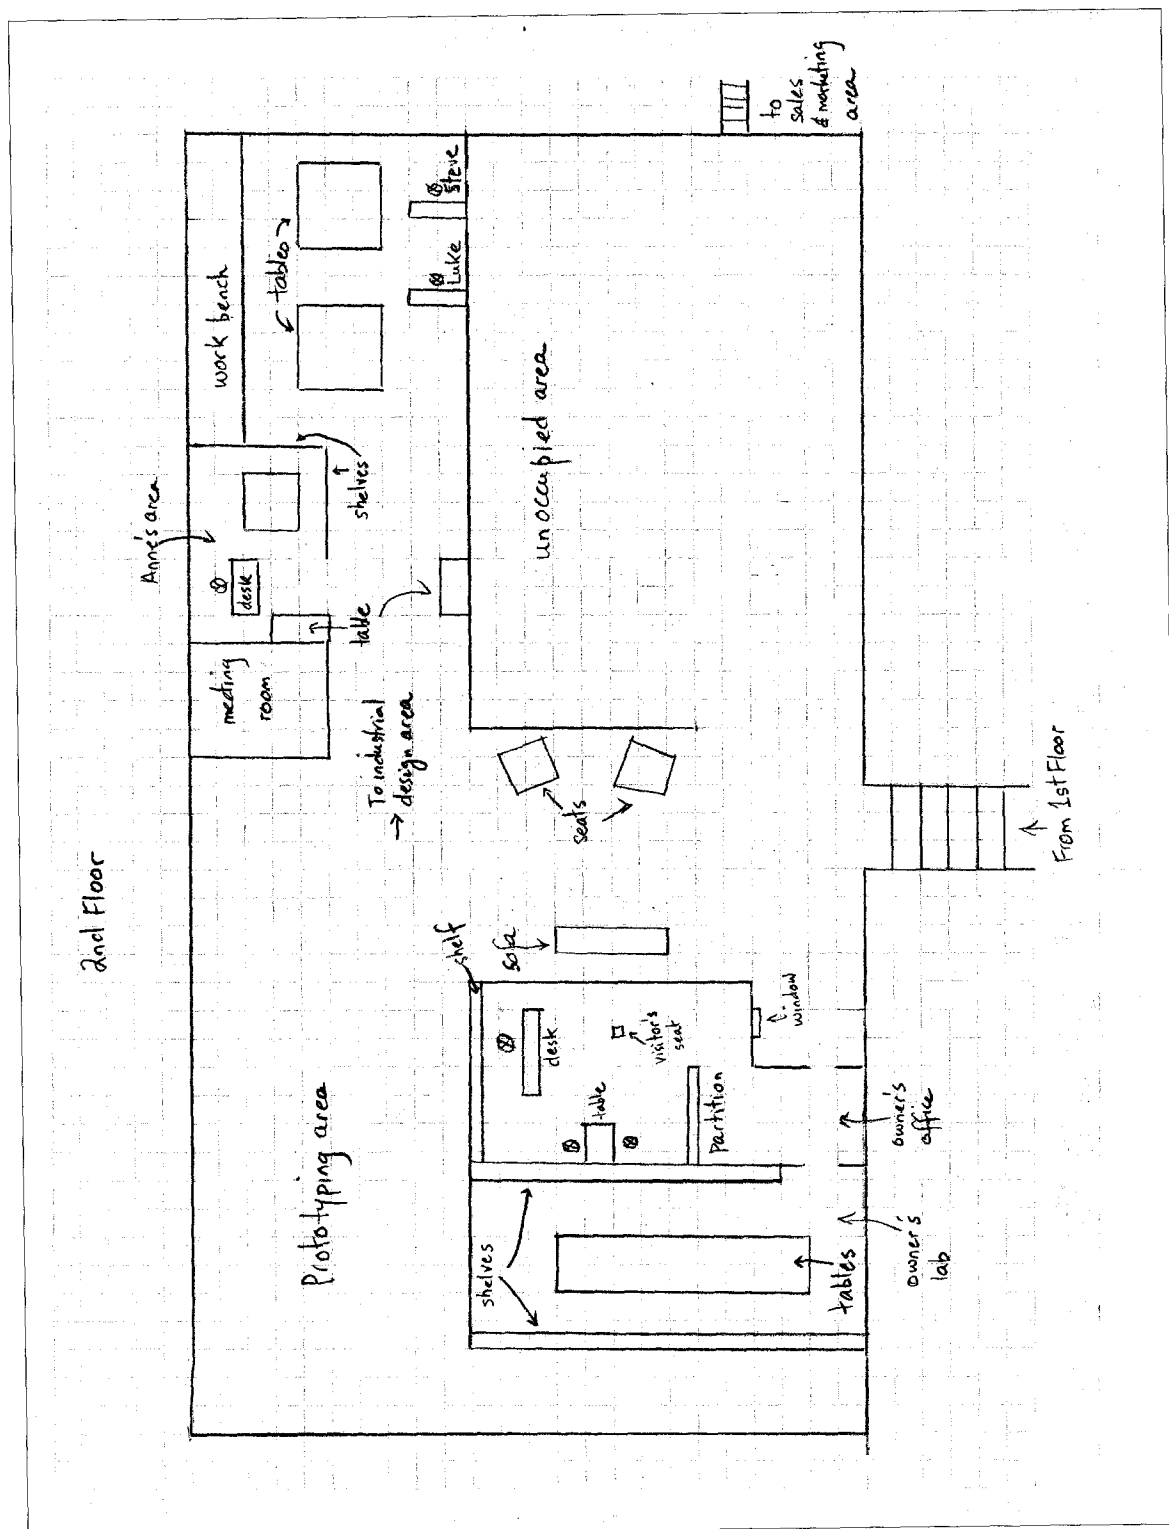 2nd Floor
Anne's area
work bench
tables
Steve
Luke
shelves
desk
table
meeting
room
To industrial
design area
unoccupied area
to
sales
& marketing
area
seats
From 1st Floor
Prototyping area
shelf
sofa
desk
visitor's
seat
window
table
Partition
owner's
office
shelves
tables
owner's
lab